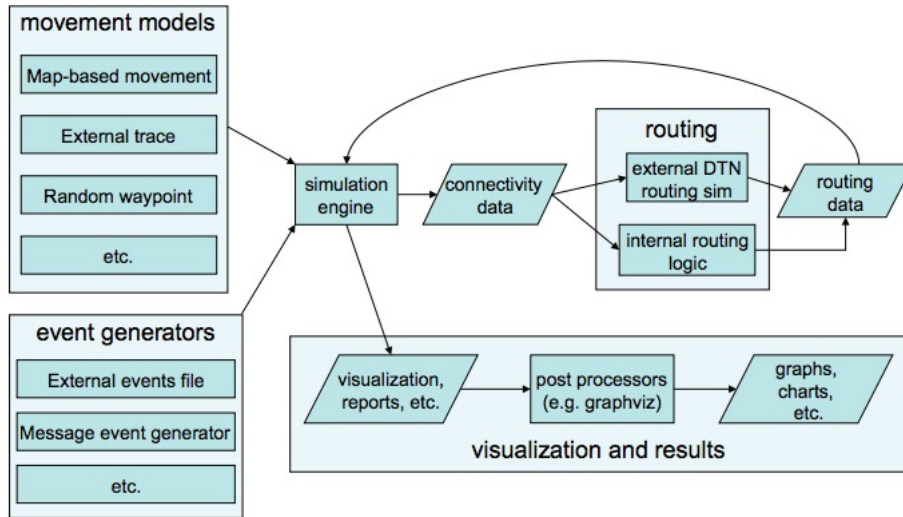 movement models
Map-based movement
External trace
Random waypoint
etc.
event generators
External events file
Message event generator
etc.
simulation
engine
connectivity
data
routing
external DTN
routing sim
internal routing
logic
routing
data
visualization,
reports, etc.
post processors
(e.g. graphviz)
graphs,
charts,
etc.
visualization and results